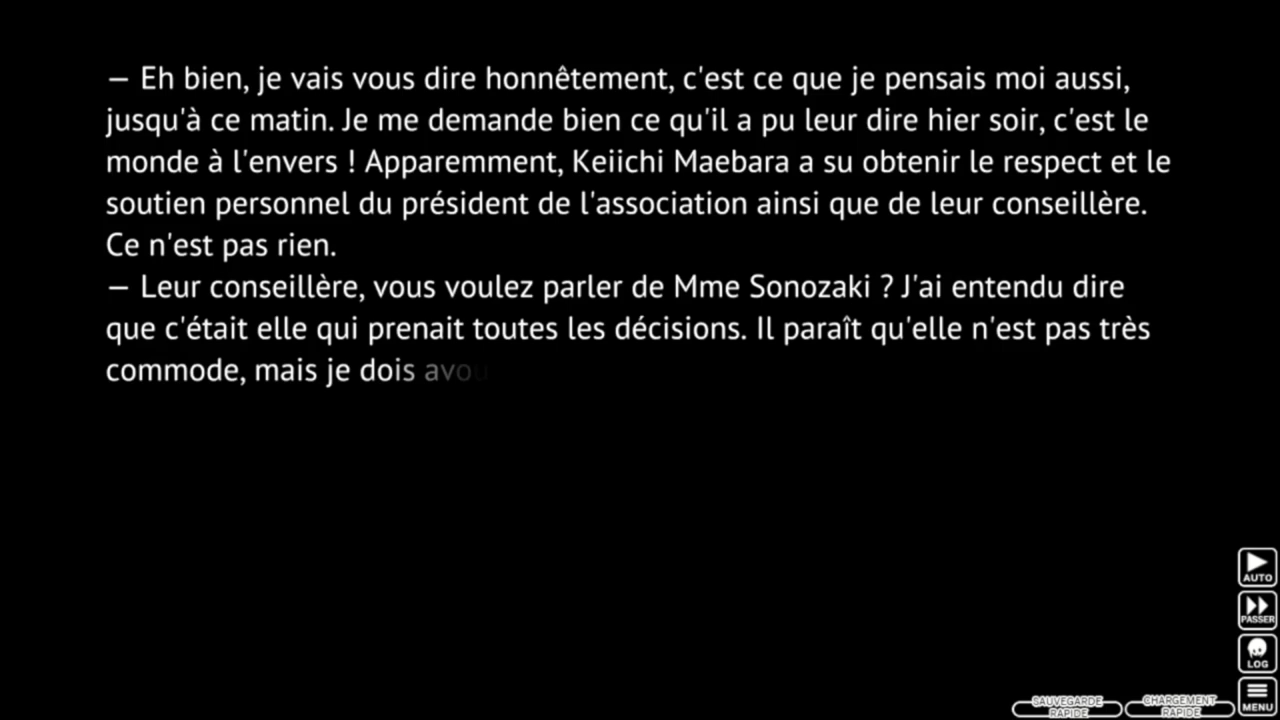 — Eh bien, je vais vous dire honnêtement, c'est ce que je pensais moi aussi,
jusqu'à ce matin. Je me demande bien ce qu'il a pu leur dire hier soir, c'est le
monde à l'envers ! Apparemment, Keiichi Maebara a su obtenir le respect et le
soutien personnel du président de l'association ainsi que de leur conseillère.
Ce n'est pas rien.
— Leur conseillère, vous voulez parler de Mme Sonozaki ? J'ai entendu dire
que c'était elle qui prenait toutes les décisions. Il paraît qu'elle n'est pas très
commode, mais je dois avou
AUTO
PASSER
LOG
MENU
SAUVEGARDE
RAPIDE
CHARGEMENT
RAPIDE